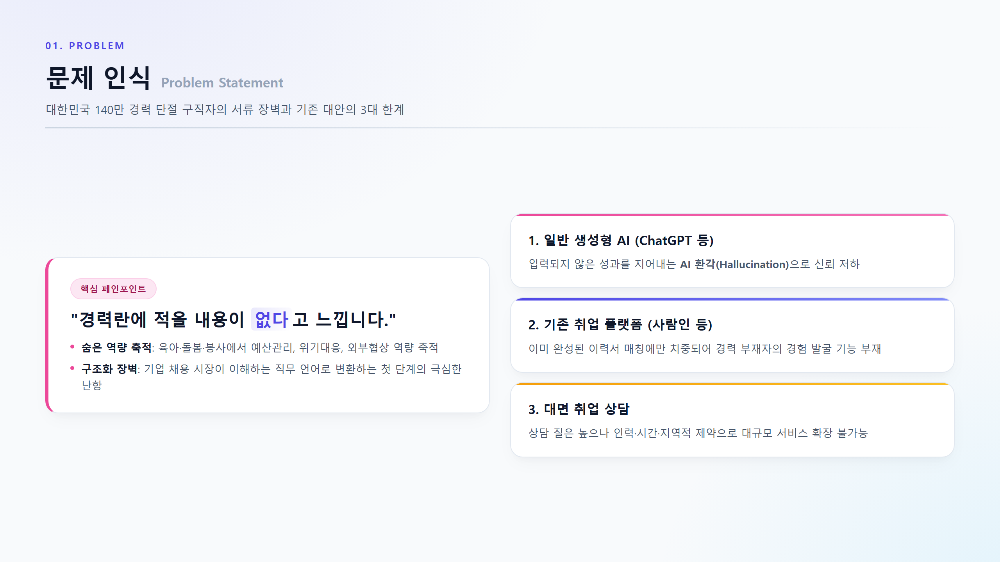 01. PROBLEM
문제 인식 Problem Statement
대한민국 140만 경력 단절 구직자의 서류 장벽과 기존 대안의 3대 한계
핵심 페인포인트
"경력란에 적을 내용이 없다고 느낍니다."
숨은 역량 축적: 육아·돌봄·봉사에서 예산관리, 위기대응, 외부협상 역량 축적
구조화 장벽: 기업 채용 시장이 이해하는 직무 언어로 변환하는 첫 단계의 극심한
난항
1. 일반 생성형 AI (ChatGPT 등)
입력되지 않은 성과를 지어내는 AI 환각(Hallucination)으로 신뢰 저하
2. 기존 취업 플랫폼 (사람인 등)
이미 완성된 이력서 매칭에만 치중되어 경력 부재자의 경험 발굴 기능 부재
3. 대면 취업 상담
상담 질은 높으나 인력·시간·지역적 제약으로 대규모 서비스 확장 불가능